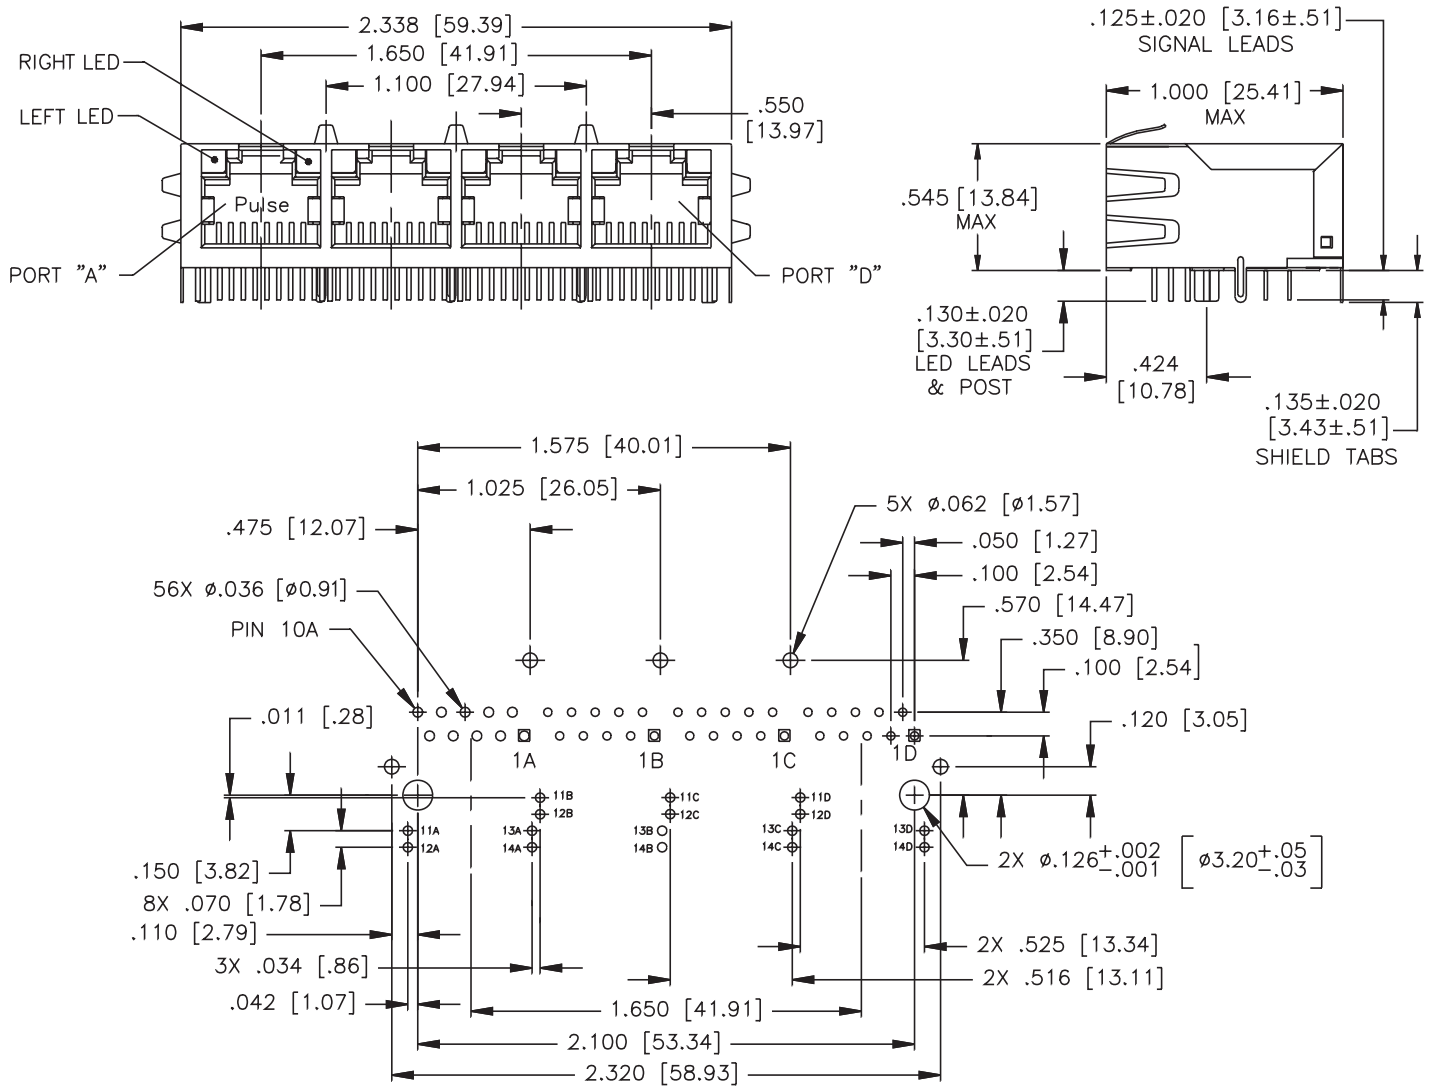 2.338 [59.39]
1.650 [41.91]
1.100 [27.94]
.550
[13.97]
RIGHT LED
LEFT LED
Pulse
PORT "A"
PORT "D"
.125±.020 [3.16±.51]
SIGNAL LEADS
1.000 [25.41]
MAX
.545 [13.84]
MAX
.130±.020
[3.30±.51]
LED LEADS
& POST
.424
[10.78]
.135±.020
[3.43±.51]
SHIELD TABS
1.575 [40.01]
1.025 [26.05]
.475 [12.07]
56X ø.036 [ø0.91]
PIN 10A
5X ø.062 [ø1.57]
.050 [1.27]
.100 [2.54]
.570 [14.47]
.350 [8.90]
.100 [2.54]
.011 [.28]
.120 [3.05]
1A
1B
1C
1D
11B
11C
11D
12B
12C
12D
11A
13A
13B
13C
13D
12A
14A
14B
14C
14D
2X ø.126+.002 -.001 [ø3.20+.05 -.03]
.150 [3.82]
8X .070 [1.78]
.110 [2.79]
3X .034 [.86]
.042 [1.07]
2X .525 [13.34]
2X .516 [13.11]
1.650 [41.91]
2.100 [53.34]
2.320 [58.93]